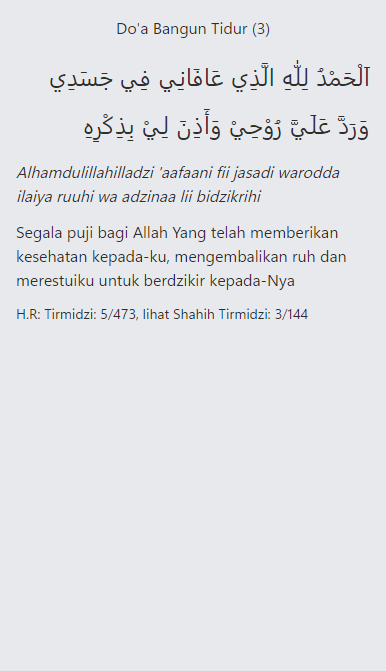 Do'a Bangun Tidur (3)
اَلْحَمْدُ لِلّٰهِ الَّذِي عَافَانِي فِي جَسَدِي
وَرَدَّ عَلَيَّ رُوْحِيْ وَأَذِنَ لِيْ بِذِكْرِهِ
Alhamdulillahilladzi 'aafaani fii jasadi warodda
ilaiya ruuhi wa adzinaa lii bidzikrihi
Segala puji bagi Allah Yang telah memberikan
kesehatan kepada-ku, mengembalikan ruh dan
merestuiku untuk berdzikir kepada-Nya
H.R: Tirmidzi: 5/473, lihat Shahih Tirmidzi: 3/144